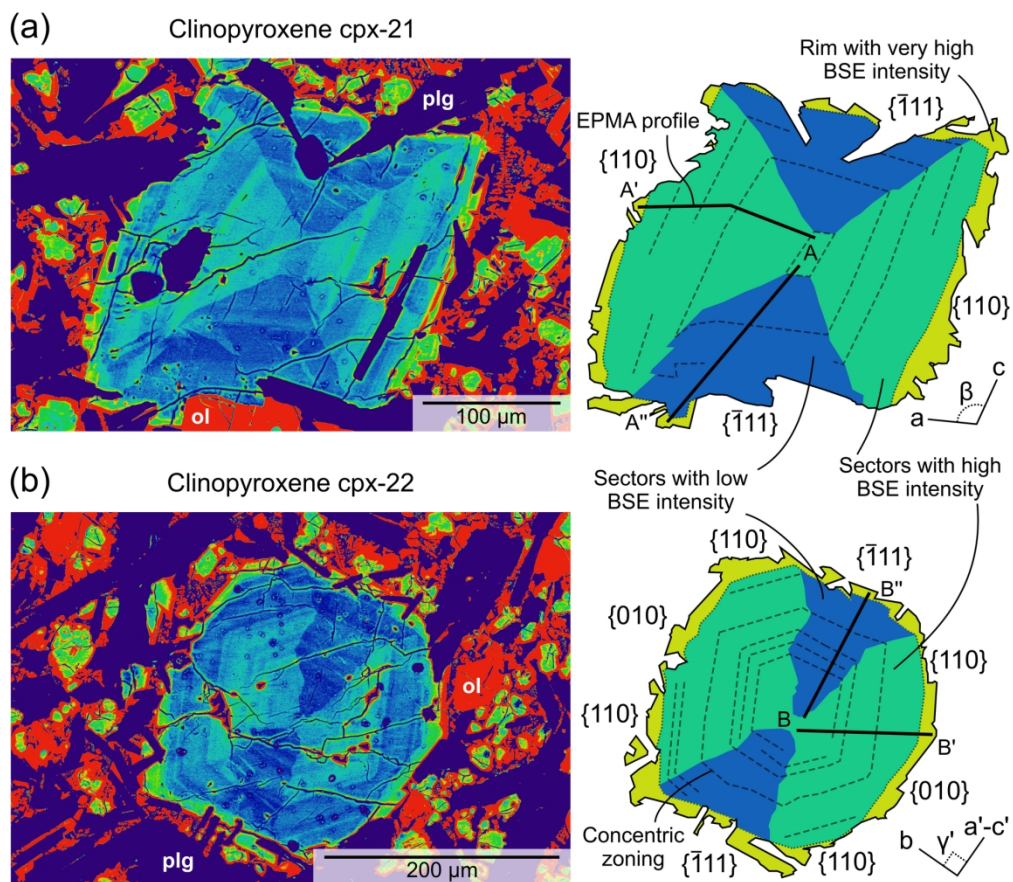 (a)
Clinopyroxene cpx-21
plg
ol
100 µm
Rim with very high
BSE intensity
{1̄11}
EPMA profile
{110}
A'
A
{110}
A''
{1̄11}
c
β
a
Sectors with low
BSE intensity
Sectors with high
BSE intensity
(b)
Clinopyroxene cpx-22
ol
plg
200 µm
{110}
{1̄11}
B''
{010}
{110}
{110}
B
B'
{010}
Concentric
zoning
{1̄11}
{110}
b
γ'
a'-c'